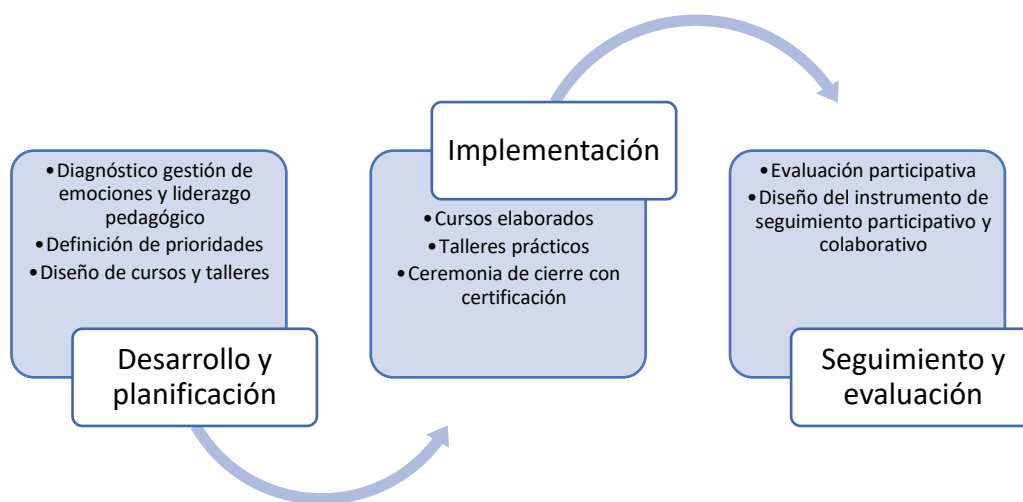 •Diagnóstico gestión de
emociones y liderazgo
pedagógico
•Definición de prioridades
•Diseño de cursos y talleres
Desarrollo y
planificación
Implementación
•Cursos elaborados
•Talleres prácticos
•Ceremonia de cierre con
certificación
•Evaluación participativa
•Diseño del instrumento de
seguimiento participativo y
colaborativo
Seguimiento y
evaluación